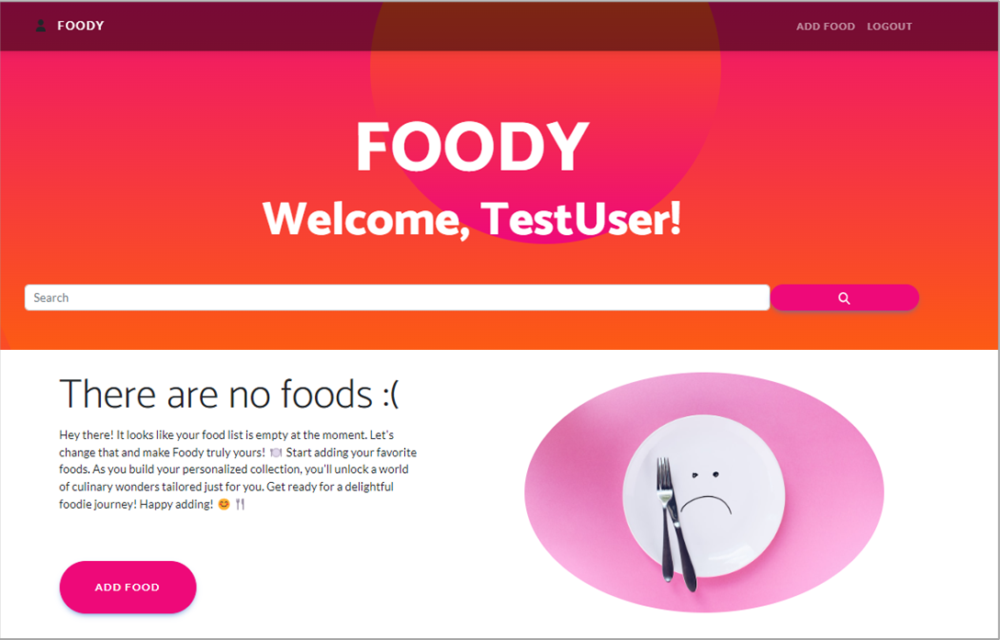 FOODY
ADD FOOD LOGOUT
FOODY
Welcome, TestUser!
Search
There are no foods :(
Hey there! It looks like your food list is empty at the moment. Let's
change that and make Foody truly yours! 🍽️ Start adding your favorite
foods. As you build your personalized collection, you'll unlock a world
of culinary wonders tailored just for you. Get ready for a delightful
foodie journey! Happy adding! 😊 🍴
ADD FOOD